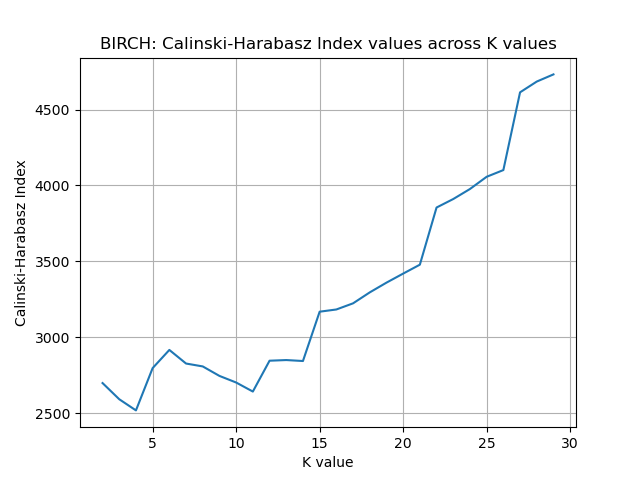 BIRCH: Calinski-Harabasz Index values across K values
Calinski-Harabasz Index
4500
4000
3500
3000
2500
5 10 15 20 25 30
K value